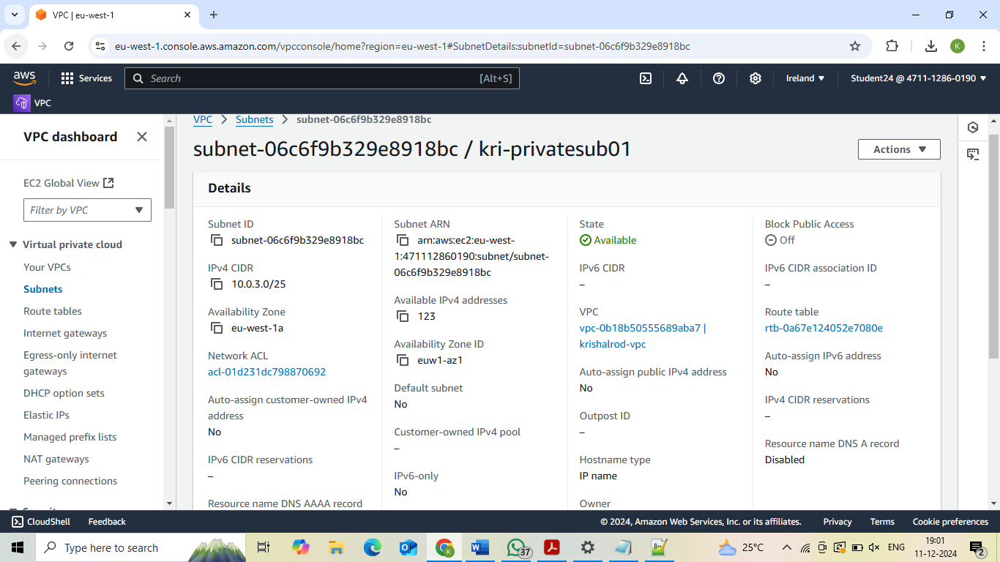 VPC | eu-west-1
eu-west-1.console.aws.amazon.com/vpcconsole/home?region=eu-west-1#SubnetDetails:subnetId=subnet-06c6f9b329e8918bc
K
aws
Services
Search
[Alt+S]
Ireland
Student24 @ 4711-1286-0190
VPC
VPC dashboard
EC2 Global View
Filter by VPC
Virtual private cloud
Your VPCs
Subnets
Route tables
Internet gateways
Egress-only internet
gateways
DHCP option sets
Elastic IPs
Managed prefix lists
NAT gateways
Peering connections
VPC
Subnets
subnet-06c6f9b329e8918bc
subnet-06c6f9b329e8918bc / kri-privatesub01
Actions
Details
Subnet ID
subnet-06c6f9b329e8918bc
IPv4 CIDR
10.0.3.0/25
Availability Zone
eu-west-1a
Network ACL
acl-01d231dc798870692
Auto-assign customer-owned IPv4
address
No
IPv6 CIDR reservations
–
Resource name DNS AAAA record
Subnet ARN
arn:aws:ec2:eu-west-
1:471112860190:subnet/subnet-
06c6f9b329e8918bc
Available IPv4 addresses
123
Availability Zone ID
euw1-az1
Default subnet
No
Customer-owned IPv4 pool
–
IPv6-only
No
State
Available
IPv6 CIDR
–
VPC
vpc-0b18b50555689aba7 |
krishalrod-vpc
Auto-assign public IPv4 address
No
Outpost ID
–
Hostname type
IP name
Owner
Block Public Access
Off
IPv6 CIDR association ID
–
Route table
rtb-0a67e124052e7080e
Auto-assign IPv6 address
No
IPv4 CIDR reservations
–
Resource name DNS A record
Disabled
CloudShell
Feedback
© 2024, Amazon Web Services, Inc. or its affiliates.
Privacy
Terms
Cookie preferences
Type here to search
37
25°C
ENG
19:01
11-12-2024
2